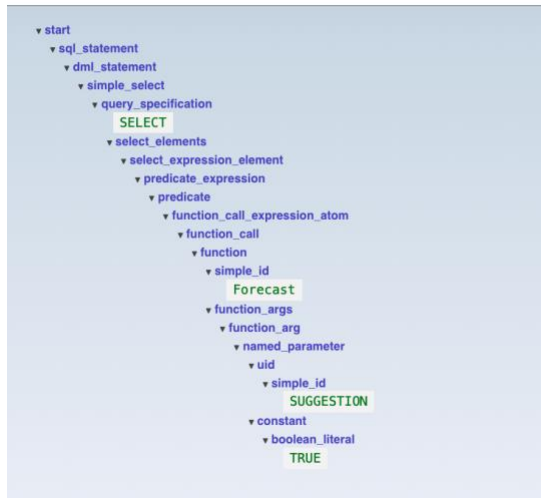 start
sql_statement
dml_statement
simple_select
query_specification
SELECT
select_elements
select_expression_element
predicate_expression
predicate
function_call_expression_atom
function_call
function
simple_id
Forecast
function_args
function_arg
named_parameter
uid
simple_id
SUGGESTION
constant
boolean_literal
TRUE